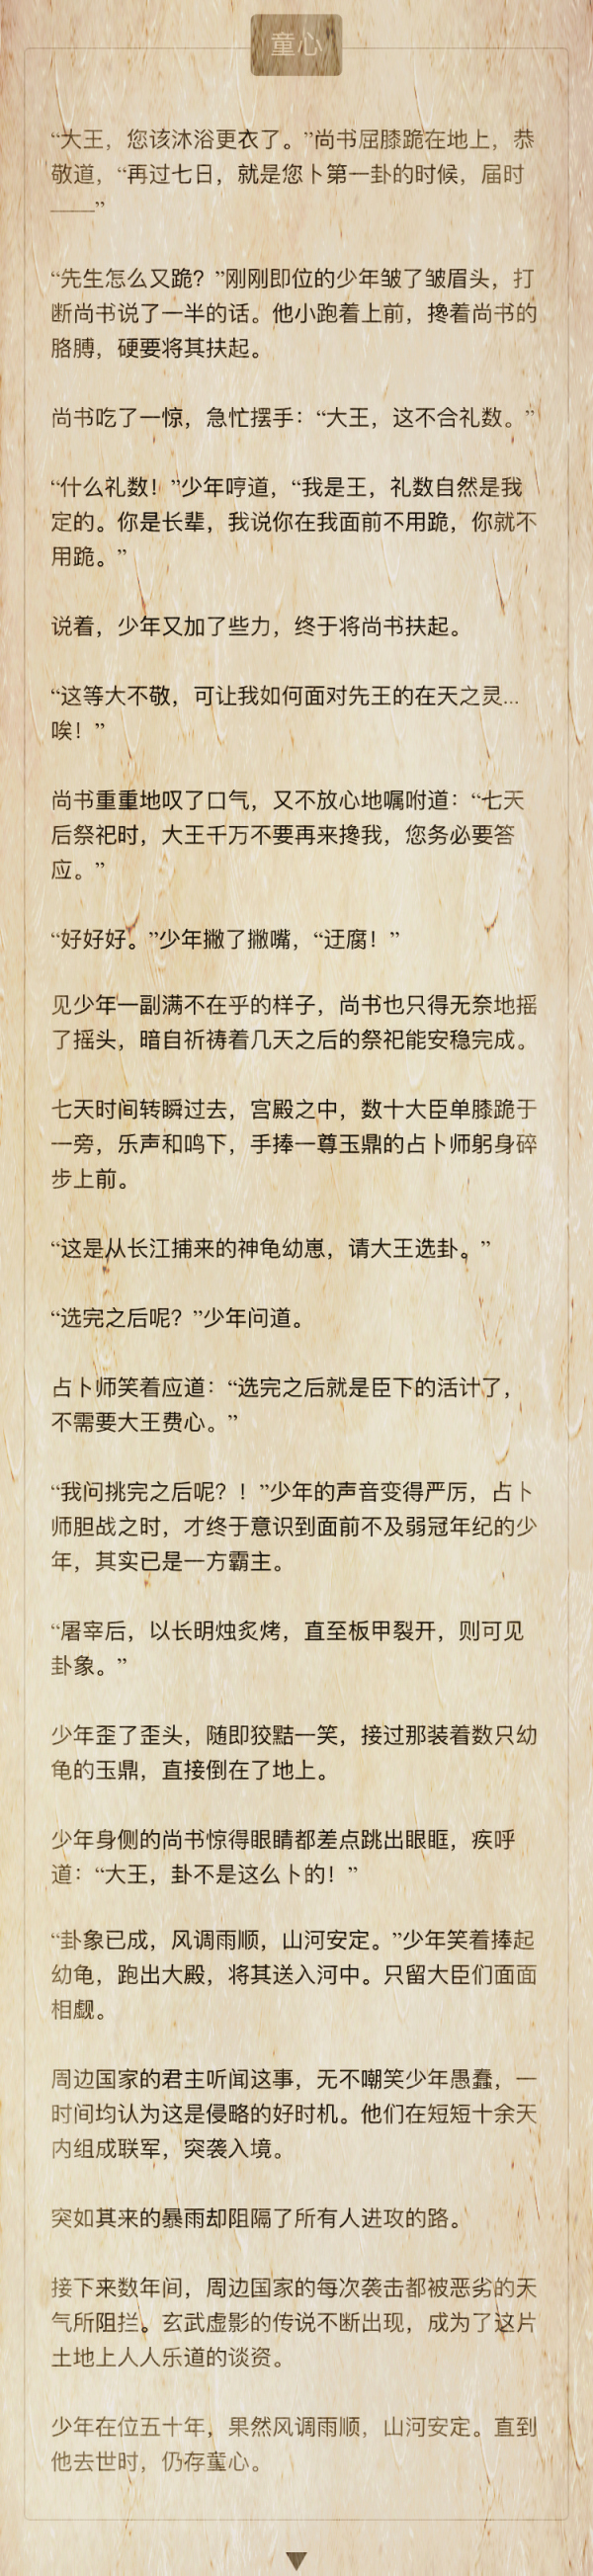 童心
“大王，您该沐浴更衣了。”尚书屈膝跪在地上，恭
敬道，“再过七日，就是您卜第一卦的时候，届时
——”
“先生怎么又跪？”刚刚即位的少年皱了皱眉头，打
断尚书说了一半的话。他小跑着上前，搀着尚书的
胳膊，硬要将其扶起。
尚书吃了一惊，急忙摆手：“大王，这不合礼数。”
“什么礼数！”少年哼道，“我是王，礼数自然是我
定的。你是长辈，我说你在我面前不用跪，你就不
用跪。”
说着，少年又加了些力，终于将尚书扶起。
“这等大不敬，可让我如何面对先王的在天之灵...
唉！”
尚书重重地叹了口气，又不放心地嘱咐道：“七天
后祭祀时，大王千万不要再来搀我，您务必要答
应。”
“好好好。”少年撇了撇嘴，“迂腐！”
见少年一副满不在乎的样子，尚书也只得无奈地摇
了摇头，暗自祈祷着几天之后的祭祀能安稳完成。
七天时间转瞬过去，宫殿之中，数十大臣单膝跪于
一旁，乐声和鸣下，手捧一尊玉鼎的占卜师躬身碎
步上前。
“这是从长江捕来的神龟幼崽，请大王选卦。”
“选完之后呢？”少年问道。
占卜师笑着应道：“选完之后就是臣下的活计了，
不需要大王费心。”
“我问挑完之后呢？！”少年的声音变得严厉，占卜
师胆战之时，才终于意识到面前不及弱冠年纪的少
年，其实已是一方霸主。
“屠宰后，以长明烛炙烤，直至板甲裂开，则可见
卦象。”
少年歪了歪头，随即狡黠一笑，接过那装着数只幼
龟的玉鼎，直接倒在了地上。
少年身侧的尚书惊得眼睛都差点跳出眼眶，疾呼
道：“大王，卦不是这么卜的！”
“卦象已成，风调雨顺，山河安定。”少年笑着捧起
幼龟，跑出大殿，将其送入河中。只留大臣们面面
相觑。
周边国家的君主听闻这事，无不嘲笑少年愚蠢，一
时间均认为这是侵略的好时机。他们在短短十余天
内组成联军，突袭入境。
突如其来的暴雨却阻隔了所有人进攻的路。
接下来数年间，周边国家的每次袭击都被恶劣的天
气所阻拦。玄武虚影的传说不断出现，成为了这片
土地上人人乐道的谈资。
少年在位五十年，果然风调雨顺，山河安定。直到
他去世时，仍存童心。